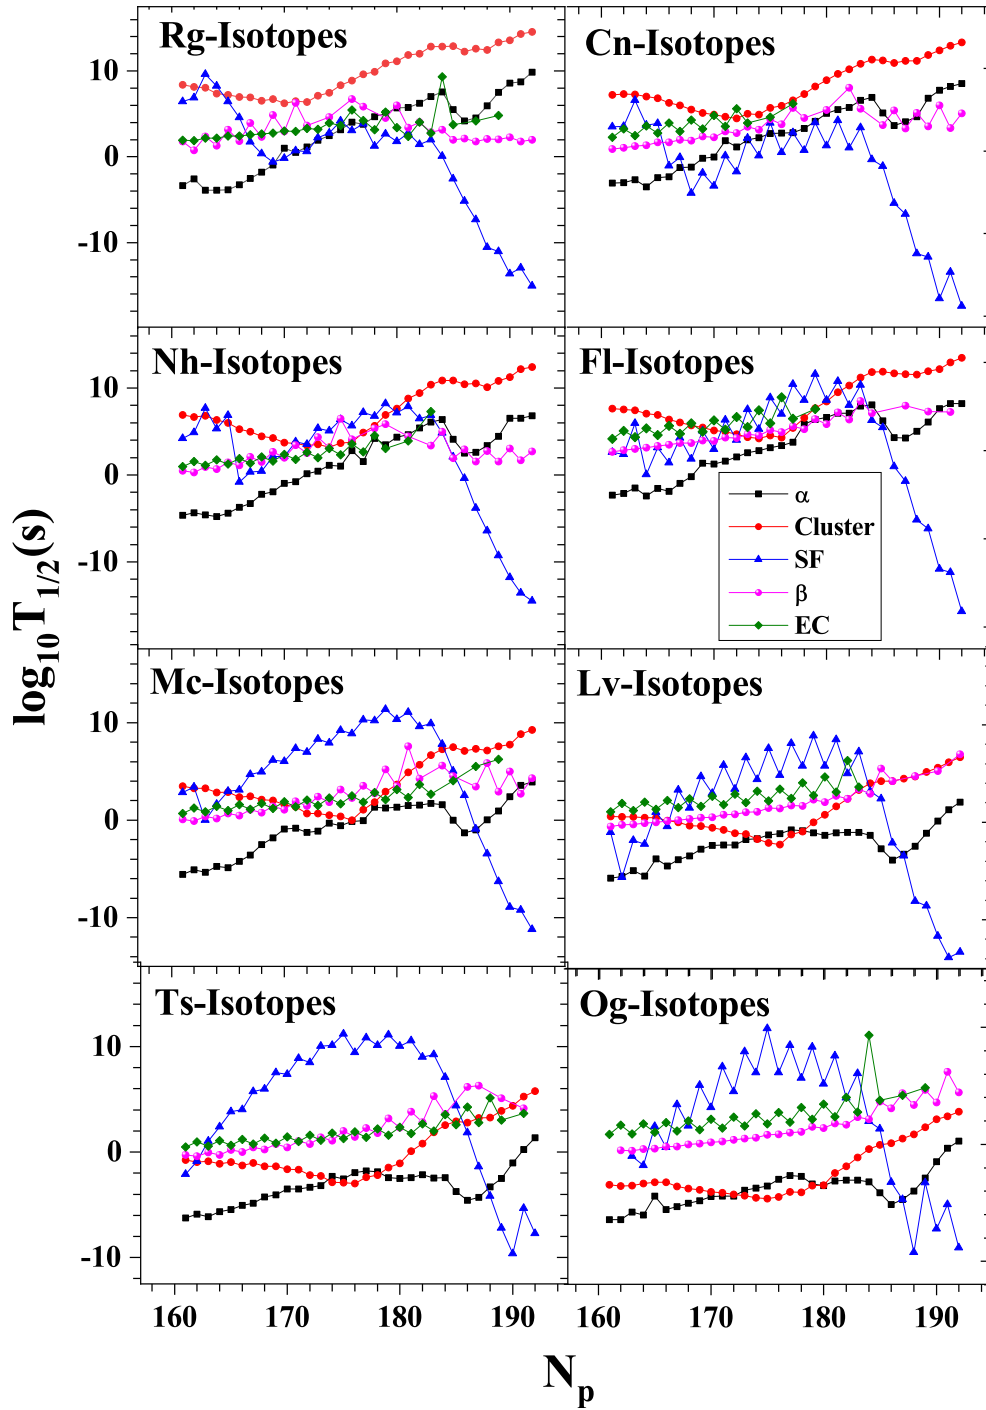 Rg-Isotopes
Cn-Isotopes
10
0
-10
Nh-Isotopes
Fl-Isotopes
10
0
-10
α
Cluster
SF
β
EC
log10T1/2(s)
Mc-Isotopes
Lv-Isotopes
10
0
-10
Ts-Isotopes
Og-Isotopes
10
0
-10
160 170 180 190 160 170 180 190
Np